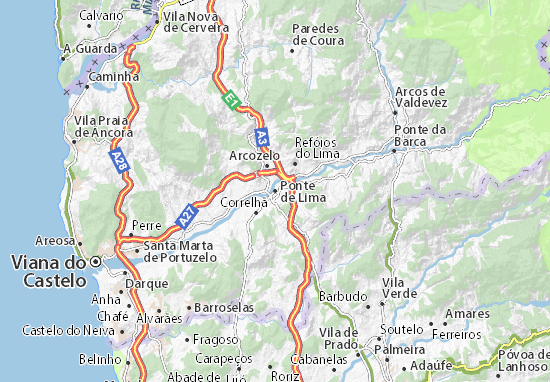 Calvario
Vila Nova
de Cerveira
Paredes
de Coura
A Guarda
Caminha
E1
Arcos de
Valdevez
Vila Praia
de Âncora
A3
Ponte da
Barca
Refóios
do Lima
Arcozelo
A28
Ponte
de Lima
Correlhã
A27
Perre
Areosa
Santa Marta
de Portuzelo
Viana do
Castelo
Darque
Vila
Verde
Anha
Barroselas
Barbudo
Chafé
Amares
Alvarães
Castelo do Neiva
Soutelo
Ferreiros
Vila de
Prado
Fragoso
Palmeira
Póvoa de
Lanhoso
Belinho
Carapeços
Cabanelas
Adaúfe
Abade de
Lijó
Roriz